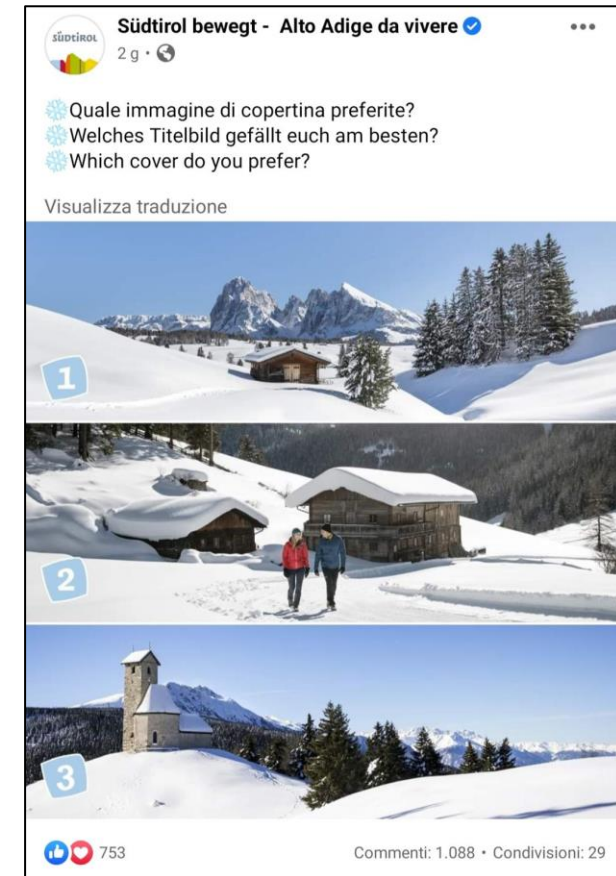 SÜDTIROL
Südtirol bewegt - Alto Adige da vivere
2 g
Quale immagine di copertina preferite?
Welches Titelbild gefällt euch am besten?
Which cover do you prefer?
Visualizza traduzione
1
2
3
753 Commenti: 1.088 • Condivisioni: 29